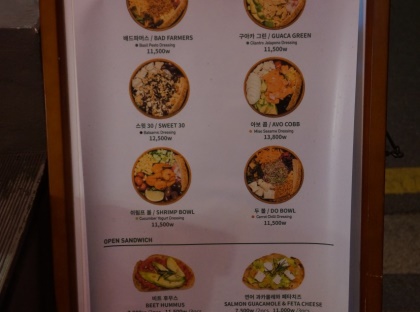 배드파머스 / BAD FARMERS
Basil Pesto Dressing
11,500w
구아카 그린 / GUACA GREEN
Cilantro Jalapeno Dressing
11,500w
스윗 30 / SWEET 30
Balsamic Dressing
12,500w
아보 콥 / AVO COBB
Miso Sesame Dressing
13,800w
쉬림프 볼 / SHRIMP BOWL
Cucumber Yogurt Dressing
11,500w
두 볼 / DO BOWL
Carrot Chili Dressing
11,500w
OPEN SANDWICH
비트 후무스
BEET HUMMUS
연어 과카몰레와 페타치즈
SALMON GUACAMOLE & FETA CHEESE